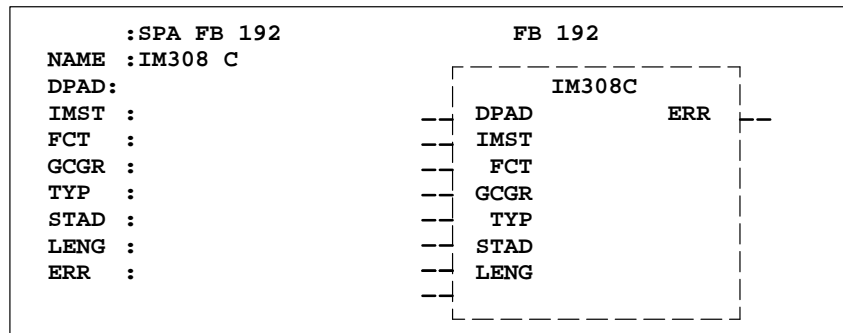 :SPA FB 192
NAME :IM308 C
DPAD:
IMST :
FCT :
GCGR :
TYP :
STAD :
LENG :
ERR :
FB 192
IM308C
DPAD ERR
IMST
FCT
GCGR
TYP
STAD
LENG